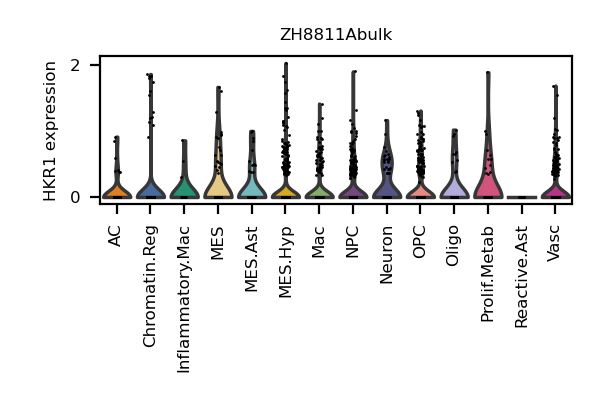 ZH8811Abulk
HKR1 expression
2
0
AC
Chromatin.Reg
Inflammatory.Mac
MES
MES.Ast
MES.Hyp
Mac
NPC
Neuron
OPC
Oligo
Prolif.Metab
Reactive.Ast
Vasc